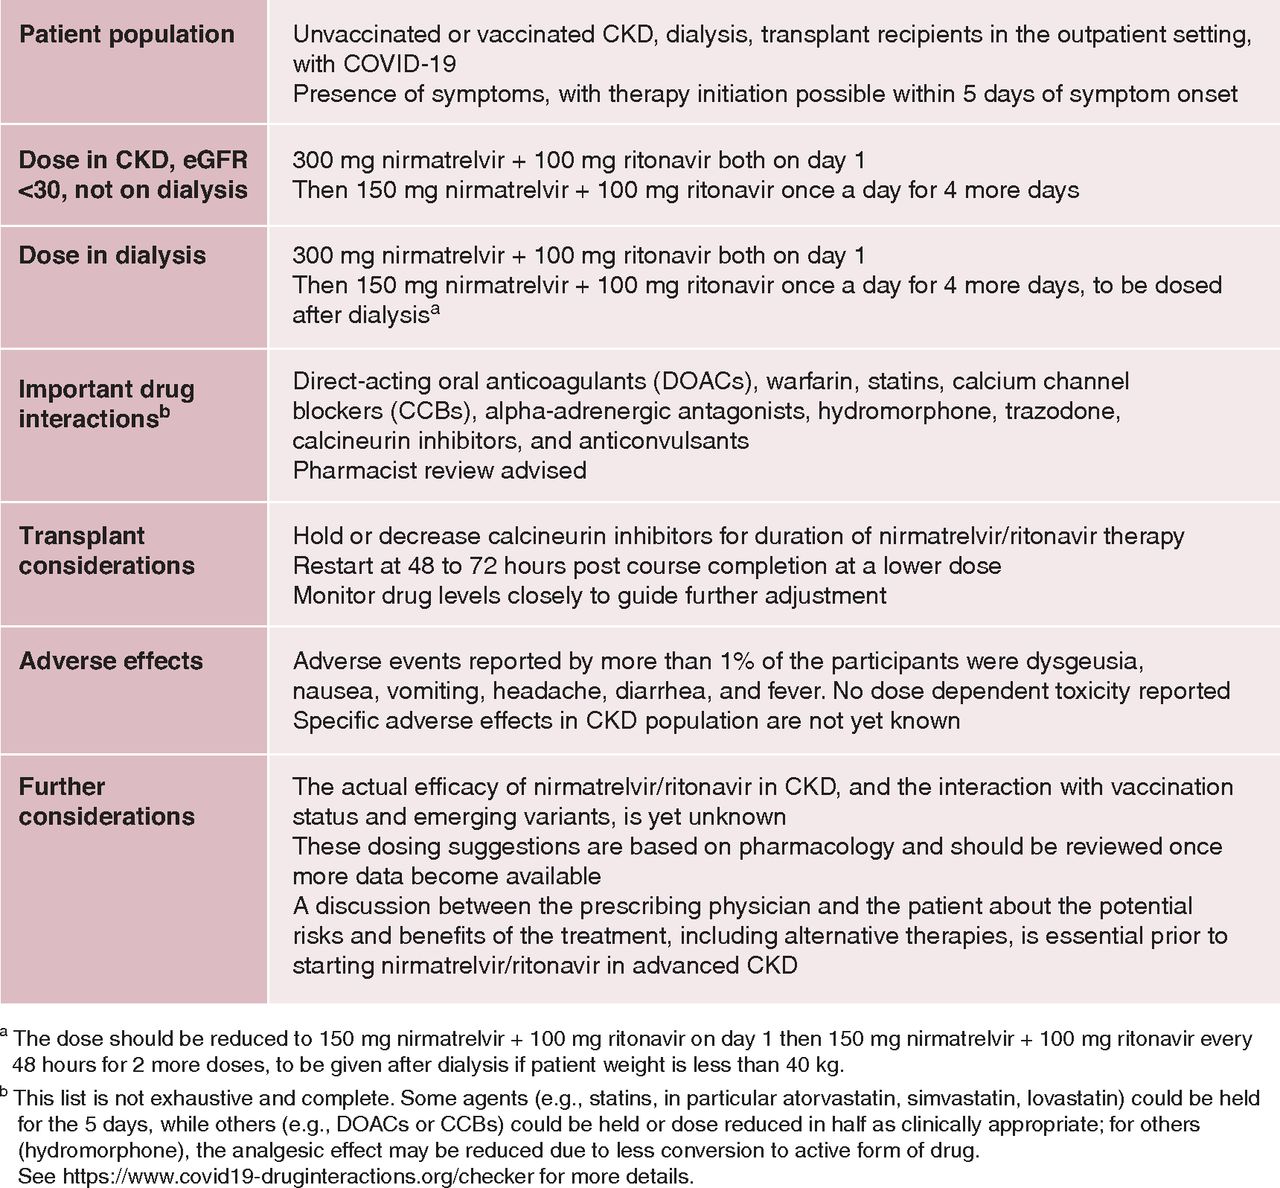 Patient population
Unvaccinated or vaccinated CKD, dialysis, transplant recipients in the outpatient setting,
with COVID-19
Presence of symptoms, with therapy initiation possible within 5 days of symptom onset
Dose in CKD, eGFR
<30, not on dialysis
300 mg nirmatrelvir + 100 mg ritonavir both on day 1
Then 150 mg nirmatrelvir + 100 mg ritonavir once a day for 4 more days
Dose in dialysis
300 mg nirmatrelvir + 100 mg ritonavir both on day 1
Then 150 mg nirmatrelvir + 100 mg ritonavir once a day for 4 more days, to be dosed
after dialysisa
Important drug
interactionsb
Direct-acting oral anticoagulants (DOACs), warfarin, statins, calcium channel
blockers (CCBs), alpha-adrenergic antagonists, hydromorphone, trazodone,
calcineurin inhibitors, and anticonvulsants
Pharmacist review advised
Transplant
considerations
Hold or decrease calcineurin inhibitors for duration of nirmatrelvir/ritonavir therapy
Restart at 48 to 72 hours post course completion at a lower dose
Monitor drug levels closely to guide further adjustment
Adverse effects
Adverse events reported by more than 1% of the participants were dysgeusia,
nausea, vomiting, headache, diarrhea, and fever. No dose dependent toxicity reported
Specific adverse effects in CKD population are not yet known
Further
considerations
The actual efficacy of nirmatrelvir/ritonavir in CKD, and the interaction with vaccination
status and emerging variants, is yet unknown
These dosing suggestions are based on pharmacology and should be reviewed once
more data become available
A discussion between the prescribing physician and the patient about the potential
risks and benefits of the treatment, including alternative therapies, is essential prior to
starting nirmatrelvir/ritonavir in advanced CKD
a The dose should be reduced to 150 mg nirmatrelvir + 100 mg ritonavir on day 1 then 150 mg nirmatrelvir + 100 mg ritonavir every
48 hours for 2 more doses, to be given after dialysis if patient weight is less than 40 kg.
b This list is not exhaustive and complete. Some agents (e.g., statins, in particular atorvastatin, simvastatin, lovastatin) could be held
for the 5 days, while others (e.g., DOACs or CCBs) could be held or dose reduced in half as clinically appropriate; for others
(hydromorphone), the analgesic effect may be reduced due to less conversion to active form of drug.
See https://www.covid19-druginteractions.org/checker for more details.